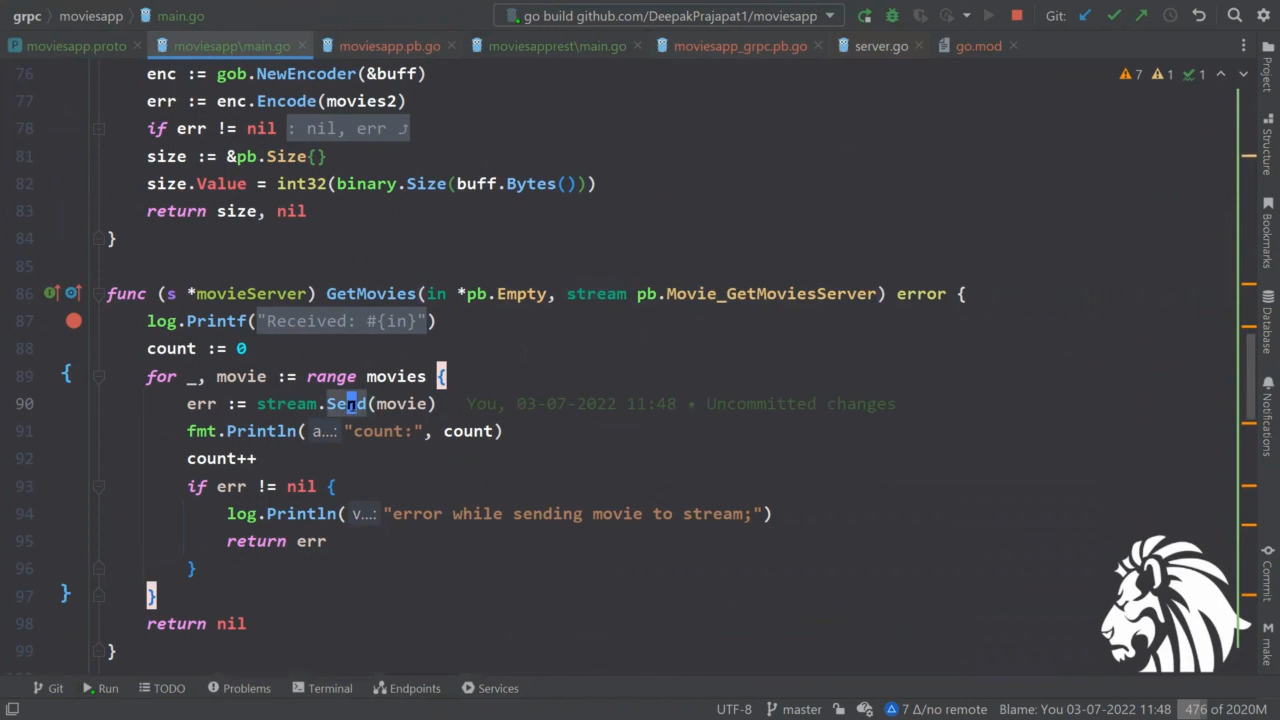 grpc moviesapp main.go go build github.com/DeepakPrajapat1/moviesapp Git:
moviesapp.proto moviesapp\main.go moviesapp.pb.go moviesapprest\main.go moviesapp_grpc.pb.go server.go go.mod
76 enc := gob.NewEncoder(&buff) 7 1 1
77 err := enc.Encode(movies2)
78 if err != nil : nil, err
81 size := &pb.Size{}
82 size.Value = int32(binary.Size(buff.Bytes()))
83 return size, nil
84 }
85
86 func (s *movieServer) GetMovies(in *pb.Empty, stream pb.Movie_GetMoviesServer) error {
87 log.Printf("Received: #{in}")
88 count := 0
89 for _, movie := range movies {
90 err := stream.Send(movie) You, 03-07-2022 11:48 • Uncommitted changes
91 fmt.Println( a...: "count:", count)
92 count++
93 if err != nil {
94 log.Println( v...: "error while sending movie to stream;")
95 return err
96 }
97 }
98 return nil
99 }
Project
Structure
Bookmarks
Database
Notifications
Commit
make
Git Run TODO Problems Terminal Endpoints Services
UTF-8 master 7 Δ/no remote Blame: You 03-07-2022 11:48 476 of 2020M